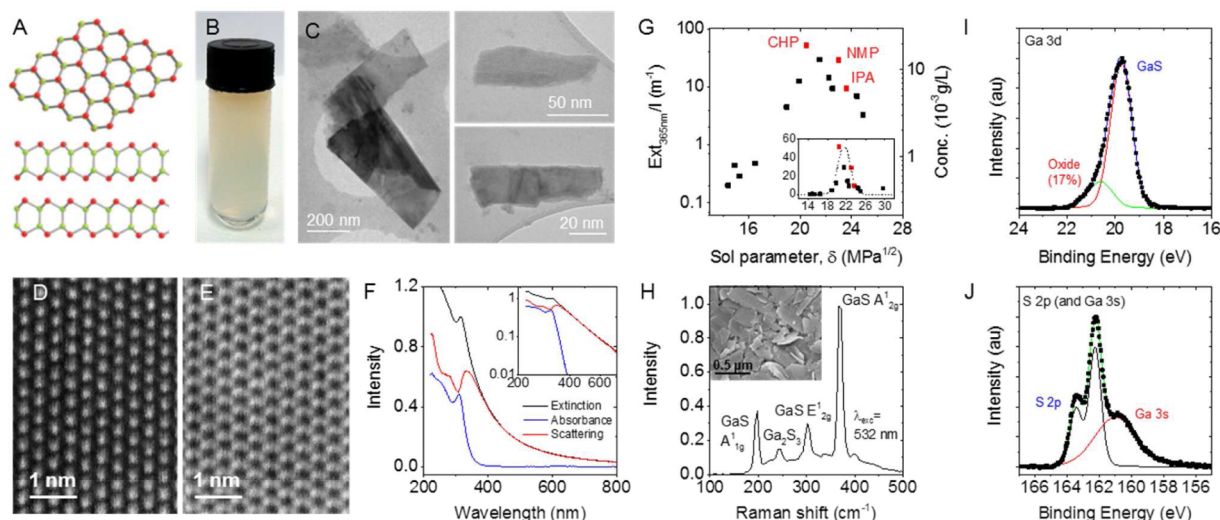 A
B
C
200 nm
50 nm
20 nm
D
1 nm
E
1 nm
F
Intensity
1.2
0.8
0.4
0.0
200 400 600 800
Wavelength (nm)
1
0.1
0.01
200 400 600
Extinction
Absorbance
Scattering
G
Ext365nm/l (m-1)
100
10
1
0.1
CHP
NMP
IPA
60
40
20
0
14 18 22 26 30
10
1
Conc. (10-3g/L)
12 16 20 24 28
Sol parameter, δ (MPa1/2)
H
Intensity
1.0
0.8
0.6
0.4
0.2
0.0
0.5 µm
GaS A12g
GaS
A11g
Ga2S3
GaS E12g
λexc=
532 nm
100 200 300 400 500
Raman shift (cm-1)
I
Ga 3d
GaS
Oxide
(17%)
Intensity (au)
24 22 20 18 16
Binding Energy (eV)
J
S 2p (and Ga 3s)
S 2p
Ga 3s
Intensity (au)
166 164 162 160 158 156
Binding Energy (eV)